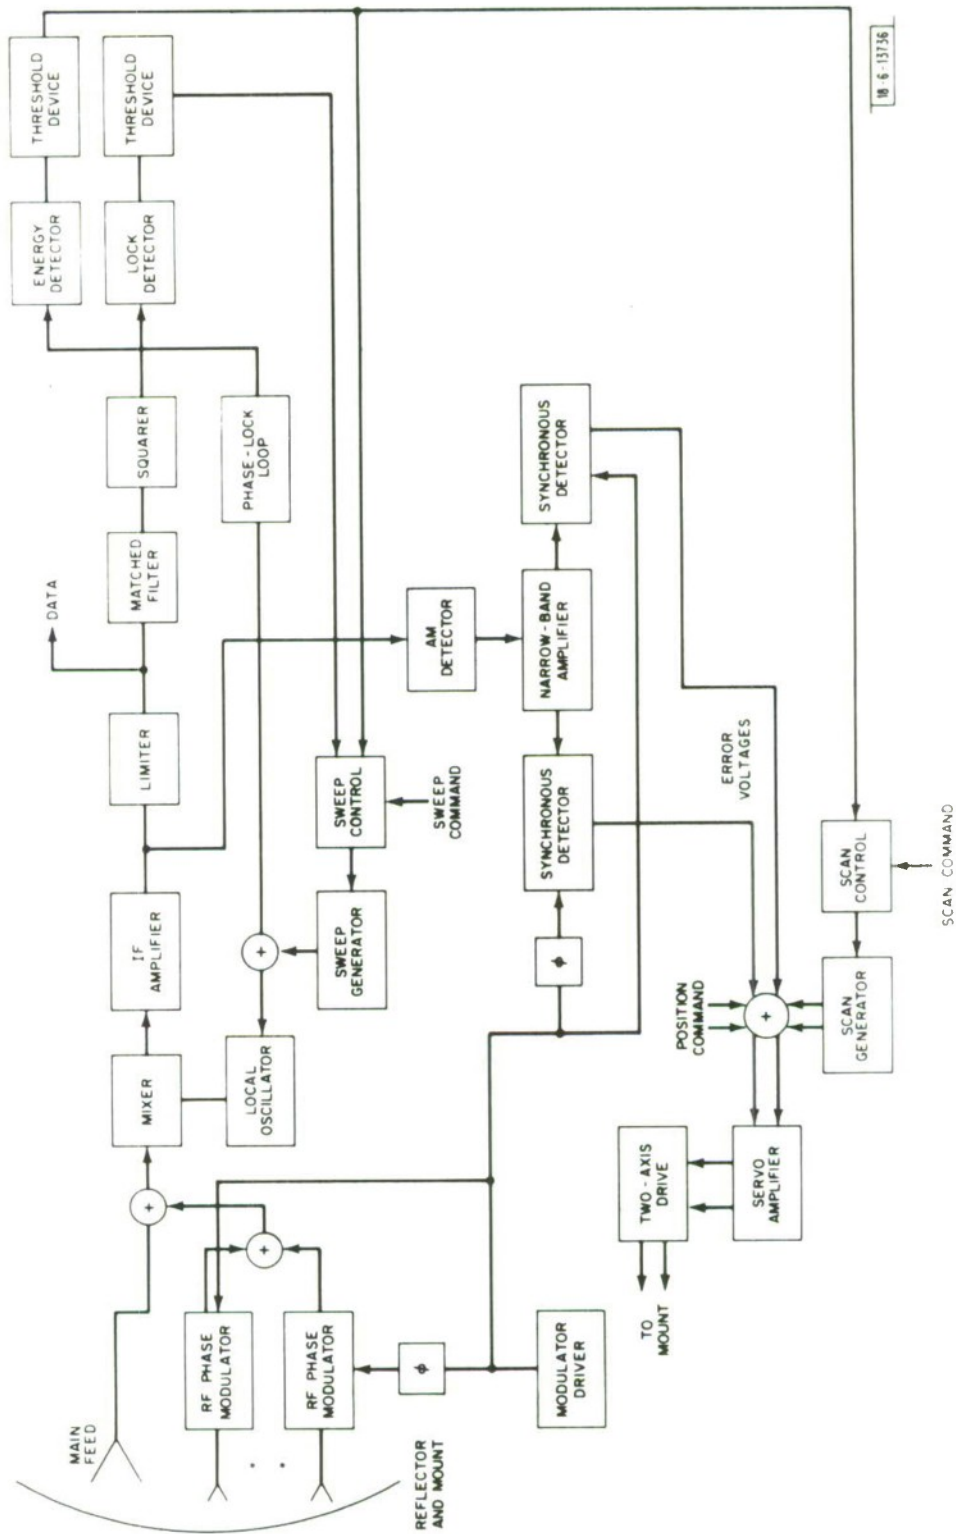 MAIN
FEED
REFLECTOR
AND MOUNT
RF PHASE
MODULATOR
RF PHASE
MODULATOR
ϕ
MODULATOR
DRIVER
+
+
MIXER
LOCAL
OSCILLATOR
IF
AMPLIFIER
LIMITER
DATA
MATCHED
FILTER
SQUARER
PHASE-LOCK
LOOP
ENERGY
DETECTOR
THRESHOLD
DEVICE
LOCK
DETECTOR
THRESHOLD
DEVICE
+
SWEEP
GENERATOR
SWEEP
CONTROL
SWEEP
COMMAND
AM
DETECTOR
ϕ
SYNCHRONOUS
DETECTOR
NARROW-BAND
AMPLIFIER
SYNCHRONOUS
DETECTOR
ERROR
VOLTAGES
TO
MOUNT
TWO-AXIS
DRIVE
SERVO
AMPLIFIER
POSITION
COMMAND
+
SCAN
GENERATOR
SCAN
CONTROL
SCAN COMMAND
18-6-13736